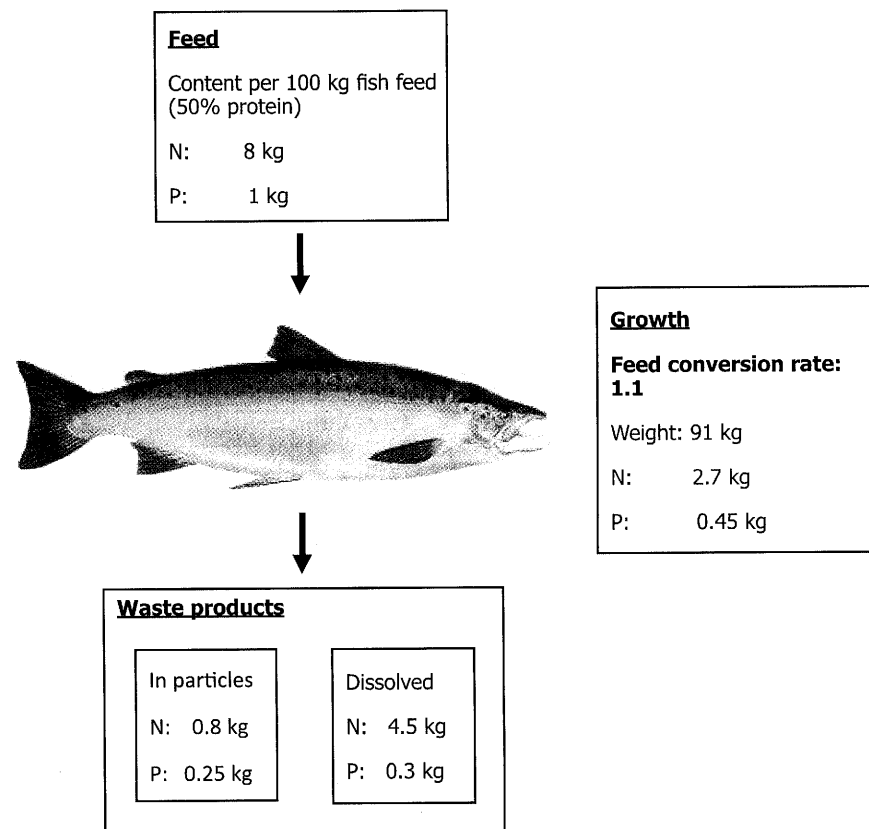 Feed
Content per 100 kg fish feed
(50% protein)
N: 8 kg
P: 1 kg
Growth
Feed conversion rate:
1.1
Weight: 91 kg
N: 2.7 kg
P: 0.45 kg
Waste products
In particles
N: 0.8 kg
P: 0.25 kg
Dissolved
N: 4.5 kg
P: 0.3 kg